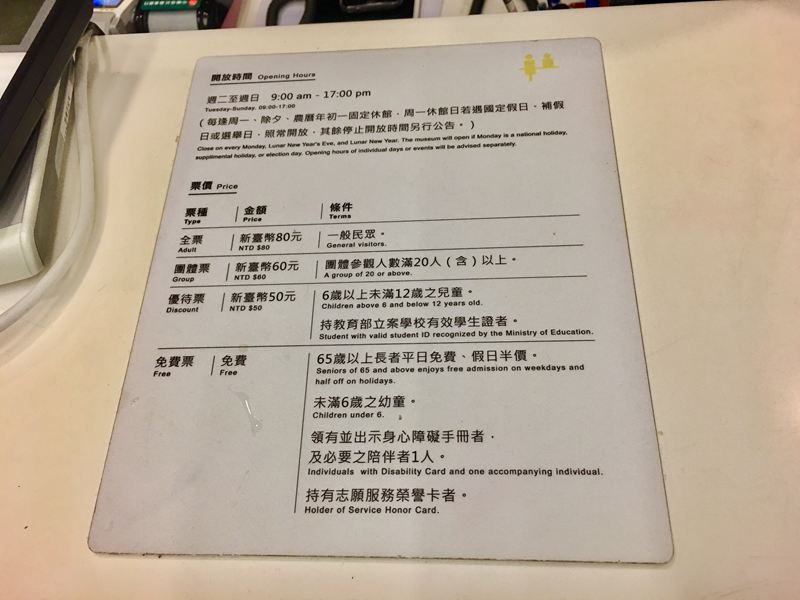 開放時間 Opening Hours
週二至週日 9:00 am - 17:00 pm
Tuesday-Sunday, 09:00-17:00
(每逢周一、除夕、農曆年初一固定休館，周一休館日若遇國定假日、補假
日或選舉日，照常開放，其餘停止開放時間另行公告。)
Close on every Monday, Lunar New Year's Eve, and Lunar New Year. The museum will open if Monday is a national holiday,
supplimental holiday, or election day. Opening hours of individual days or events will be advised separately.
票價 Price
票種 金額 條件
Type Price Terms
全票 新臺幣80元 一般民眾。
Adult NTD $80 General visitors.
團體票 新臺幣60元 團體參觀人數滿20人（含）以上。
Group NTD $60 A group of 20 or above.
優待票 新臺幣50元 6歲以上未滿12歲之兒童。
Discount NTD $50 Children above 6 and below 12 years old.
持教育部立案學校有效學生證者。
Student with valid student ID recognized by the Ministry of Education.
免費票 免費 65歲以上長者平日免費、假日半價。
Free Free Seniors of 65 and above enjoys free admission on weekdays and
half off on holidays.
未滿6歲之幼童。
Children under 6.
領有並出示身心障礙手冊者，
及必要之陪伴者1人。
Individuals with Disability Card and one accompanying individual.
持有志願服務榮譽卡者。
Holder of Service Honor Card.